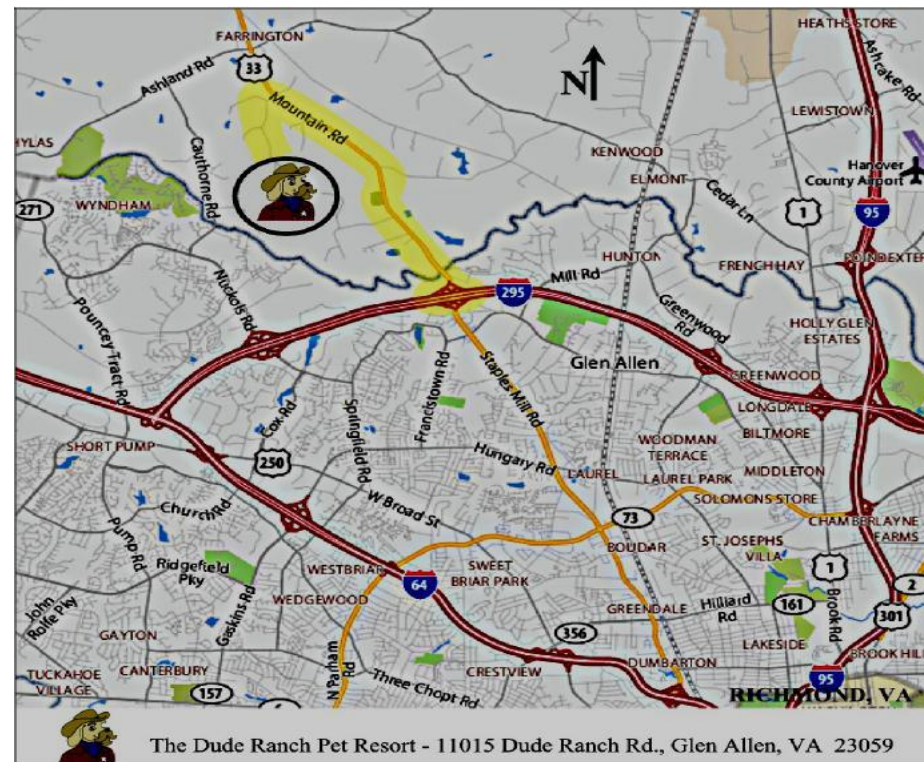 HEATHS STORE
FARRINGTON
33
Ashland Rd
Ashcake Rd
N
Mountain Rd
LEWISTOWN
HYLAS
Cauthorne Rd
KENWOOD
Hanover
County Airport
ELMONT
WYNDHAM
271
Cedar Ln
1
95
HUNTON
FRENCH HAY
POINDEXTER
Mill Rd
295
Nuckols Rd
Pouncey Tract Rd
Greenwood
Rd
HOLLY GLEN
ESTATES
Staples Mill Rd
Francistown Rd
Glen Allen
GREENWOOD
Cox Rd
Springfield Rd
LONGDALE
SHORT PUMP
250
WOODMAN
TERRACE
BILTMORE
Hungary Rd
LAUREL
LAUREL PARK
MIDDLETON
SOLOMONS STORE
W Broad St
Church Rd
73
CHAMBERLAYNE
FARMS
Pump Rd
BOUDAR
ST. JOSEPHS
VILLA
Ridgefield
Pky
WESTBRIAR
SWEET
BRIAR PARK
1
64
WEDGEWOOD
2
John
Rolfe Pky
Gaskins Rd
GREENDALE
Hilliard
Rd
161
Brook Rd
301
GAYTON
356
LAKESIDE
BROOK HILL
CANTERBURY
N Parham
Rd
CRESTVIEW
DUMBARTON
TUCKAHOE
VILLAGE
157
Three Chopt Rd
95
RICHMOND, VA
The Dude Ranch Pet Resort - 11015 Dude Ranch Rd., Glen Allen, VA 23059